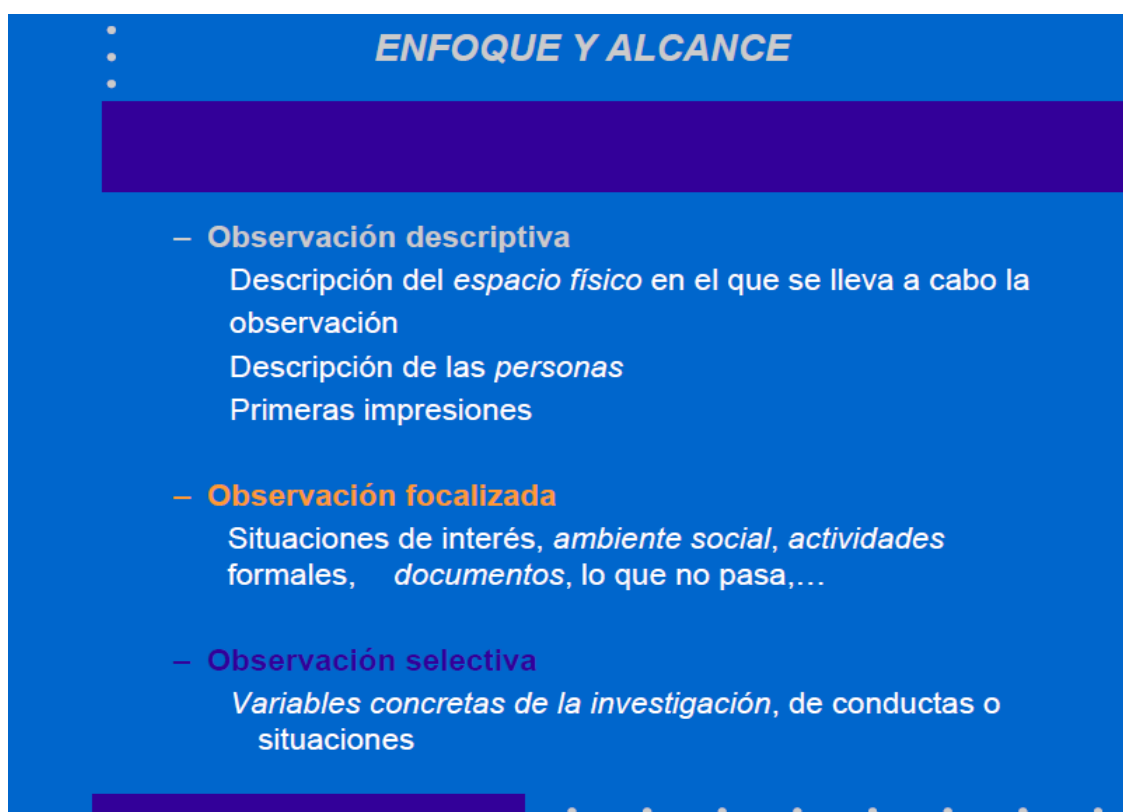 ENFOQUE Y ALCANCE
– Observación descriptiva
Descripción del espacio físico en el que se lleva a cabo la
observación
Descripción de las personas
Primeras impresiones
– Observación focalizada
Situaciones de interés, ambiente social, actividades
formales, documentos, lo que no pasa,…
– Observación selectiva
Variables concretas de la investigación, de conductas o
situaciones